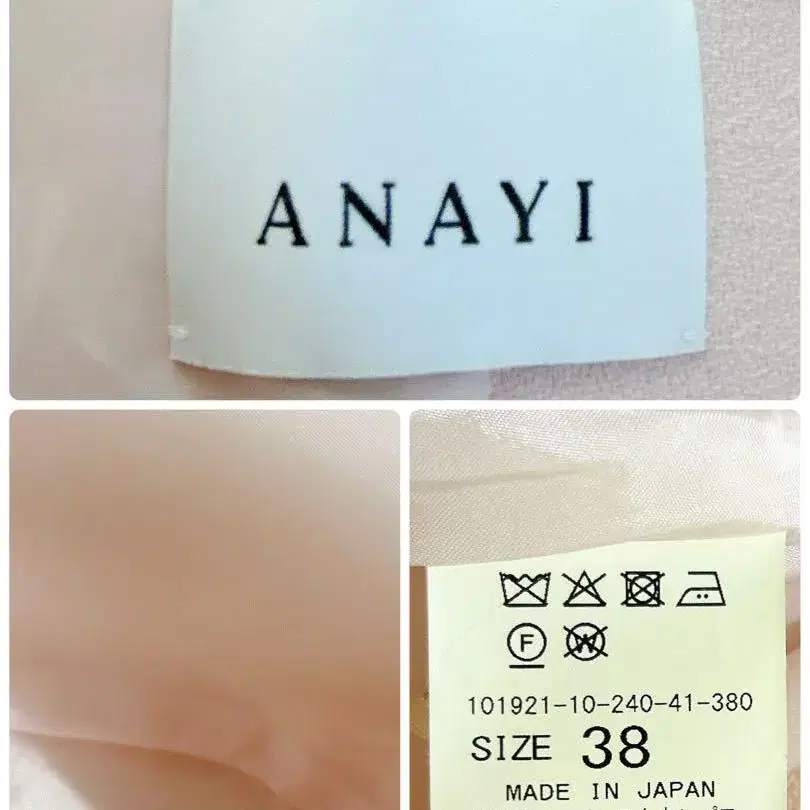 ANAYI
F
W
101921-10-240-41-380
SIZE 38
MADE IN JAPAN